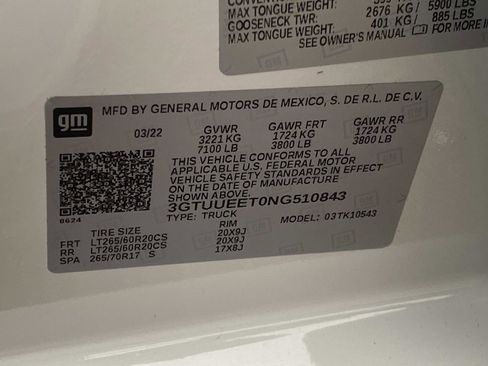 MAX TONGUE WEIGHT: 2676 KG / 5900 LBS
GOOSENECK TWR: 401 KG / 885 LBS
MAX TONGUE WEIGHT:
SEE OWNER'S MANUAL FOR MORE IN
gm
MFD BY GENERAL MOTORS DE MEXICO, S. DE R.L. DE C.V.
03/22 GVWR GAWR FRT GAWR RR
3221 KG 1724 KG 1724 KG
7100 LB 3800 LB 3800 LB
THIS VEHICLE CONFORMS TO ALL
APPLICABLE U.S. FEDERAL MOTOR
VEHICLE SAFETY STANDARDS IN EFFECT
ON THE DATE OF MANUFACTURE.
3GTUUEET0NG510843
TYPE: TRUCK MODEL: 03TK10543
0624
TIRE SIZE RIM
FRT LT265/60R20CS 20X9J
RR LT265/60R20CS 20X9J
SPA 265/70R17 S 17X8J